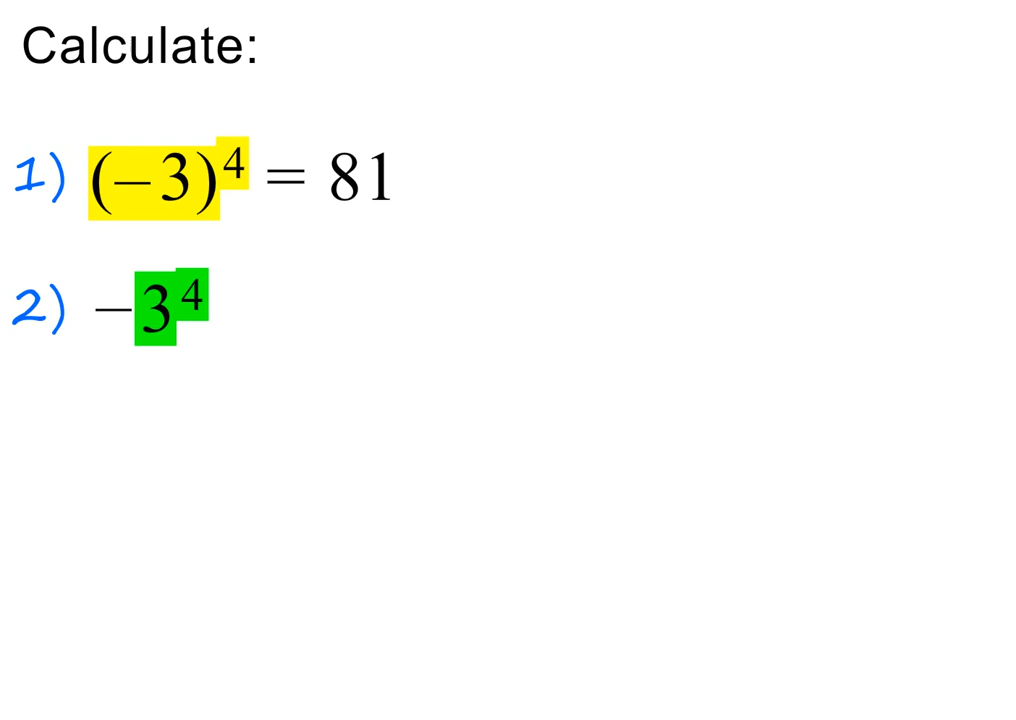 Calculate:
1) (−3)⁴ = 81
2) −3⁴